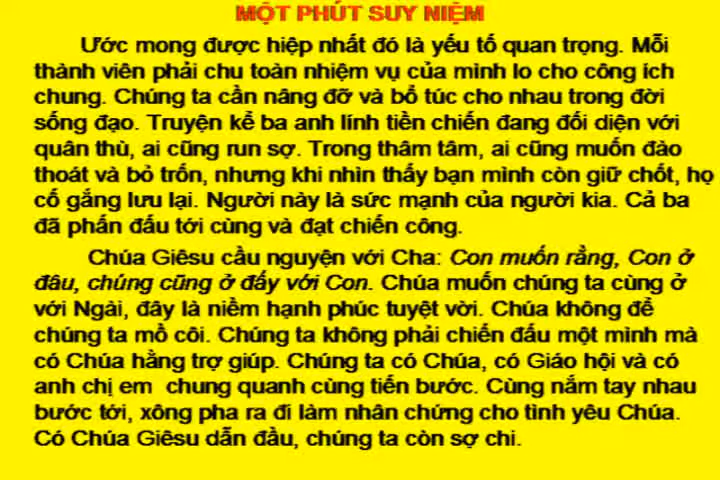 MỘT PHÚT SUY NIỆM
Ước mong được hiệp nhất đó là yếu tố quan trọng. Mỗi
thành viên phải chu toàn nhiệm vụ của mình lo cho công ích
chung. Chúng ta cần nâng đỡ và bổ túc cho nhau trong đời
sống đạo. Truyện kể ba anh lính tiền chiến đang đối diện với
quân thù, ai cũng run sợ. Trong thâm tâm, ai cũng muốn đào
thoát và bỏ trốn, nhưng khi nhìn thấy bạn mình còn giữ chốt, họ
cố gắng lưu lại. Người này là sức mạnh của người kia. Cả ba
đã phấn đấu tới cùng và đạt chiến công.
Chúa Giêsu cầu nguyện với Cha: Con muốn rằng, Con ở
đâu, chúng cũng ở đấy với Con. Chúa muốn chúng ta cùng ở
với Ngài, đây là niềm hạnh phúc tuyệt vời. Chúa không để
chúng ta mồ côi. Chúng ta không phải chiến đấu một mình mà
có Chúa hằng trợ giúp. Chúng ta có Chúa, có Giáo hội và có
anh chị em chung quanh cùng tiến bước. Cùng nắm tay nhau
bước tới, xông pha ra đi làm nhân chứng cho tình yêu Chúa.
Có Chúa Giêsu dẫn đầu, chúng ta còn sợ chi.